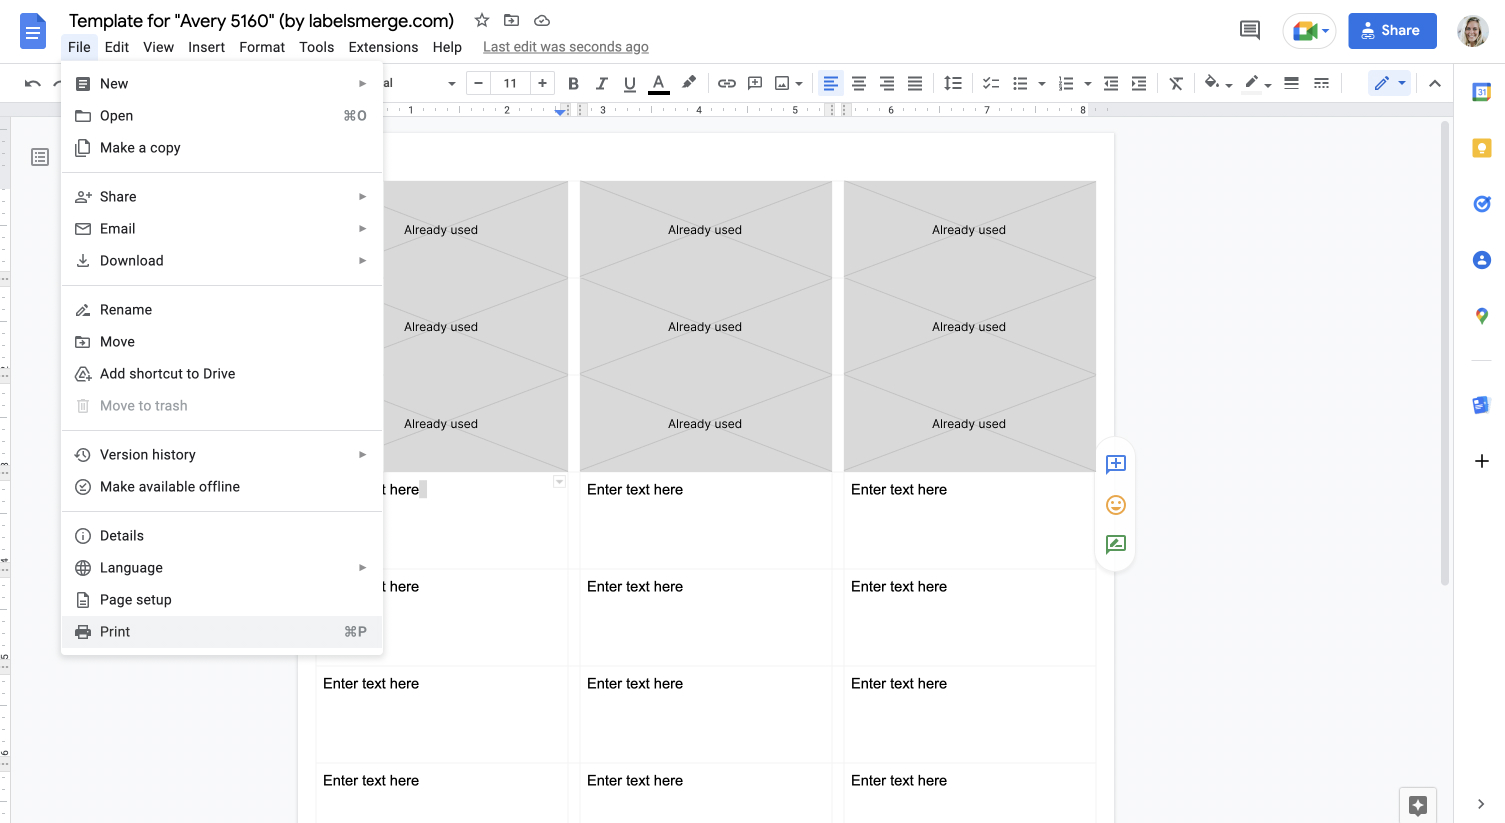 Template for "Avery 5160" (by labelsmerge.com)
File Edit View Insert Format Tools Extensions Help Last edit was seconds ago
Share
al 11
1 2 3 4 5 6 7 8
31
New
Open ⌘O
Make a copy
Share
Email
Download
Rename
Move
Add shortcut to Drive
Move to trash
Version history
Make available offline
Details
Language
Page setup
Print ⌘P
Already used Already used Already used
Already used Already used Already used
Already used Already used Already used
t here Enter text here Enter text here
t here Enter text here Enter text here
Enter text here Enter text here Enter text here
Enter text here Enter text here Enter text here
3
4
5
6